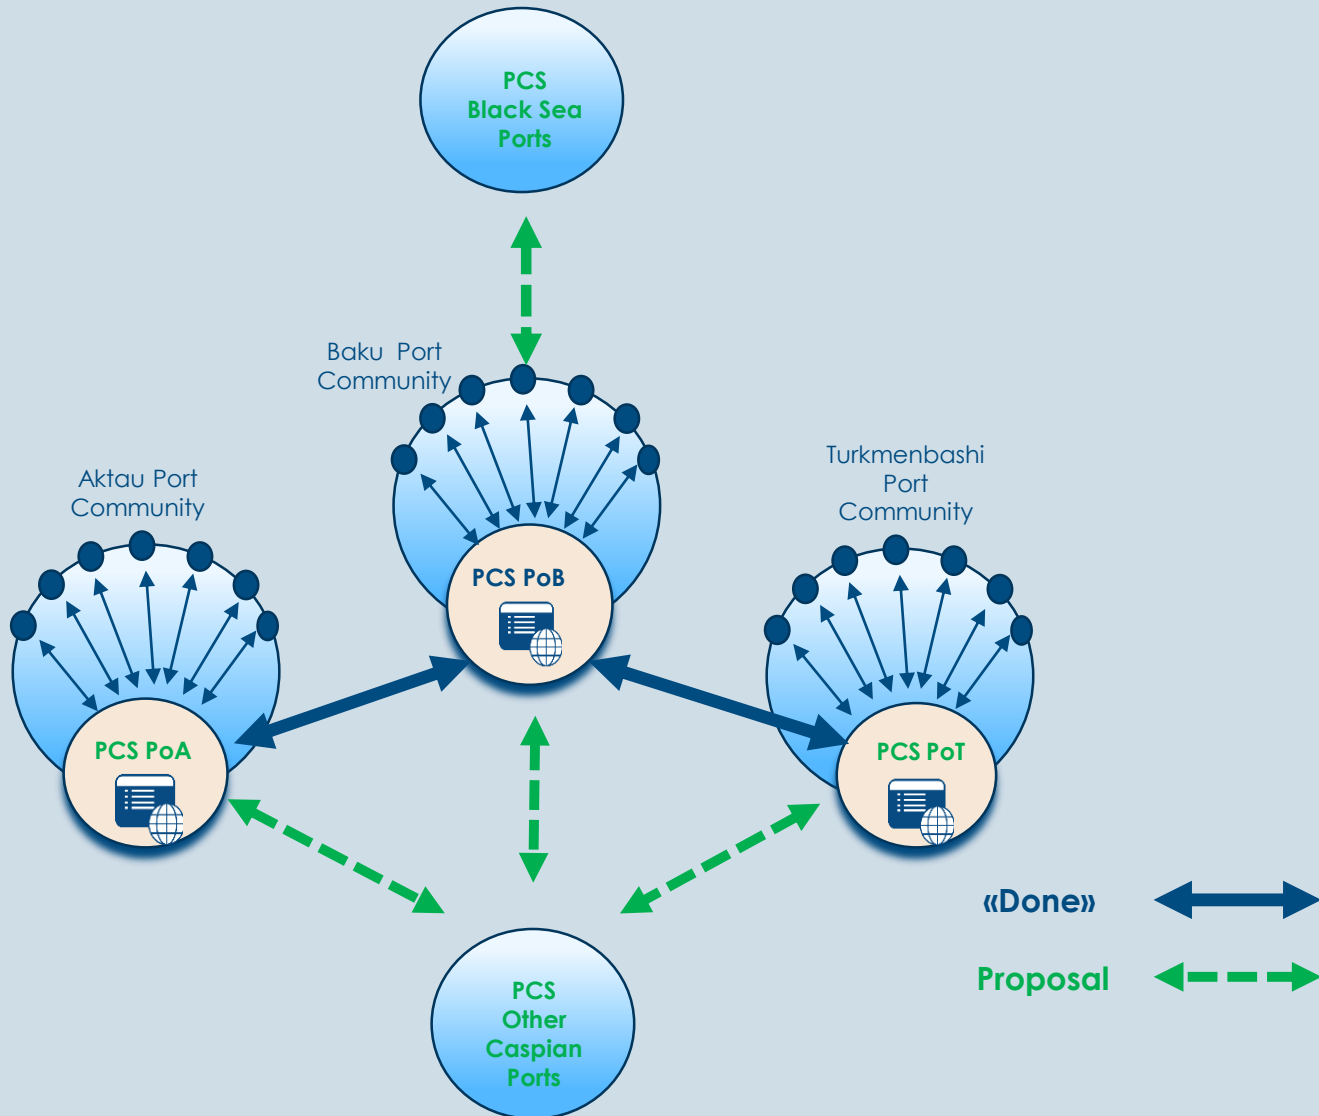 PCS
Black Sea
Ports
Baku Port
Community
Aktau Port
Community
Turkmenbashi
Port
Community
PCS PoB
PCS PoA
PCS PoT
«Done»
Proposal
PCS
Other
Caspian
Ports